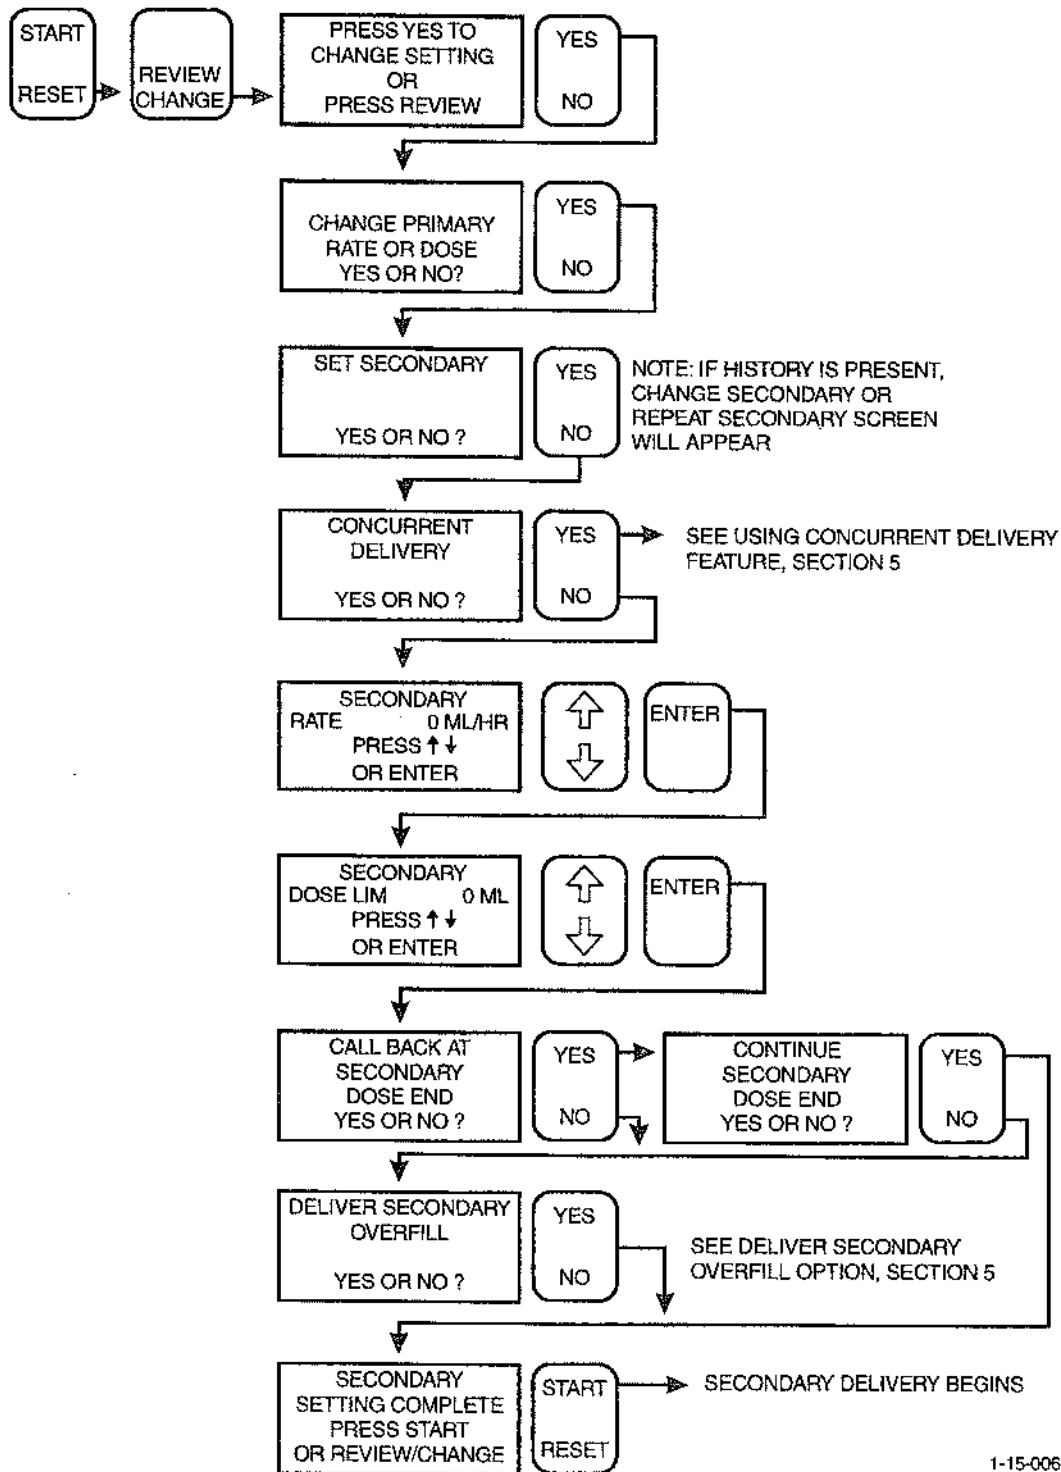 START
RESET
REVIEW
CHANGE
PRESS YES TO
CHANGE SETTING
OR
PRESS REVIEW
YES
NO
CHANGE PRIMARY
RATE OR DOSE
YES OR NO?
YES
NO
SET SECONDARY
YES OR NO ?
YES
NO
NOTE: IF HISTORY IS PRESENT,
CHANGE SECONDARY OR
REPEAT SECONDARY SCREEN
WILL APPEAR
CONCURRENT
DELIVERY
YES OR NO ?
YES
NO
SEE USING CONCURRENT DELIVERY
FEATURE, SECTION 5
SECONDARY
RATE 0 ML/HR
PRESS ↑ ↓
OR ENTER
ENTER
SECONDARY
DOSE LIM 0 ML
PRESS ↑ ↓
OR ENTER
ENTER
CALL BACK AT
SECONDARY
DOSE END
YES OR NO ?
YES
NO
CONTINUE
SECONDARY
DOSE END
YES OR NO ?
YES
NO
DELIVER SECONDARY
OVERFILL
YES OR NO ?
YES
NO
SEE DELIVER SECONDARY
OVERFILL OPTION, SECTION 5
SECONDARY
SETTING COMPLETE
PRESS START
OR REVIEW/CHANGE
START
RESET
SECONDARY DELIVERY BEGINS
1-15-006